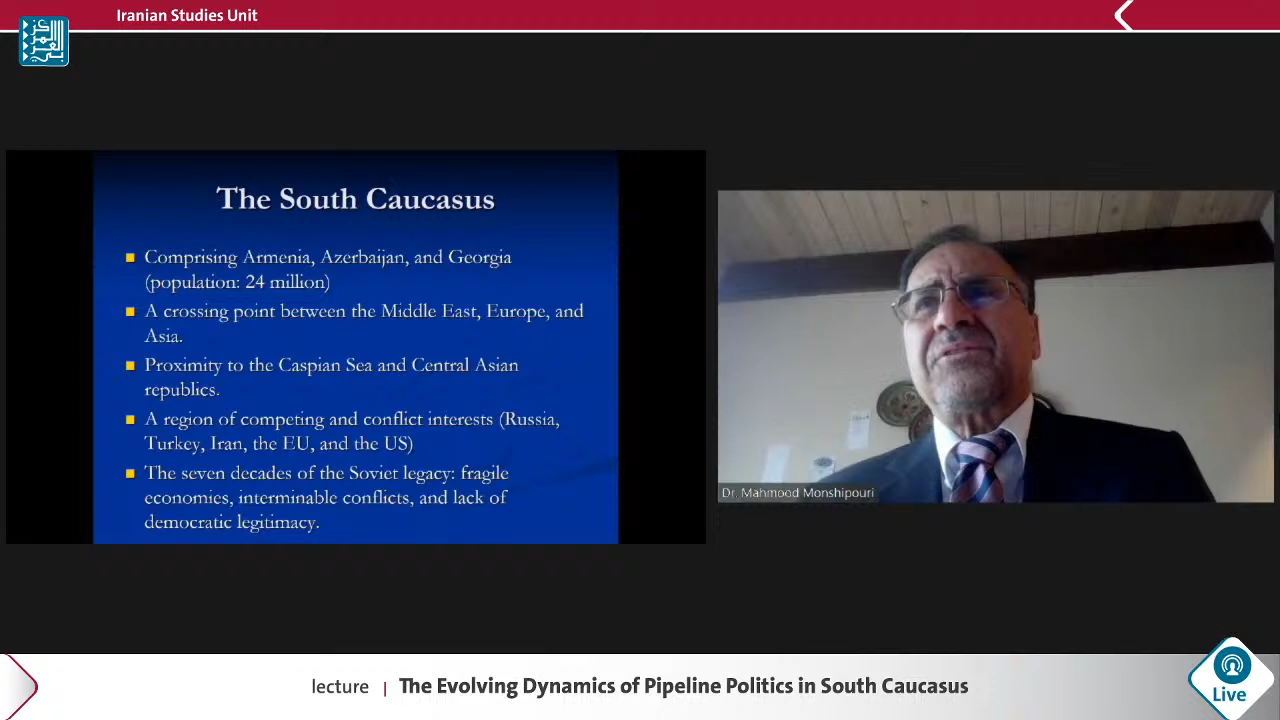 Iranian Studies Unit
المركز
العربي
The South Caucasus
Comprising Armenia, Azerbaijan, and Georgia
(population: 24 million)
A crossing point between the Middle East, Europe, and
Asia.
Proximity to the Caspian Sea and Central Asian
republics.
A region of competing and conflict interests (Russia,
Turkey, Iran, the EU, and the US)
The seven decades of the Soviet legacy: fragile
economies, interminable conflicts, and lack of
democratic legitimacy.
Dr. Mahmood Monshipouri
lecture | The Evolving Dynamics of Pipeline Politics in South Caucasus
Live